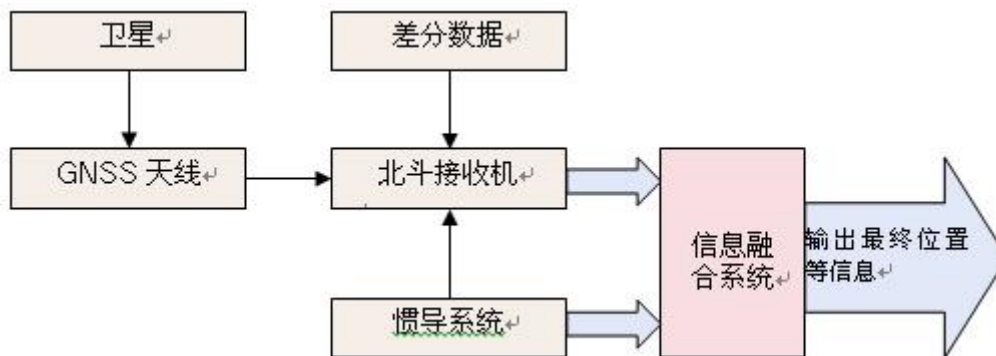 卫星
差分数据
GNSS 天线
北斗接收机
信息融
合系统
输出最终位置
等信息
惯导系统